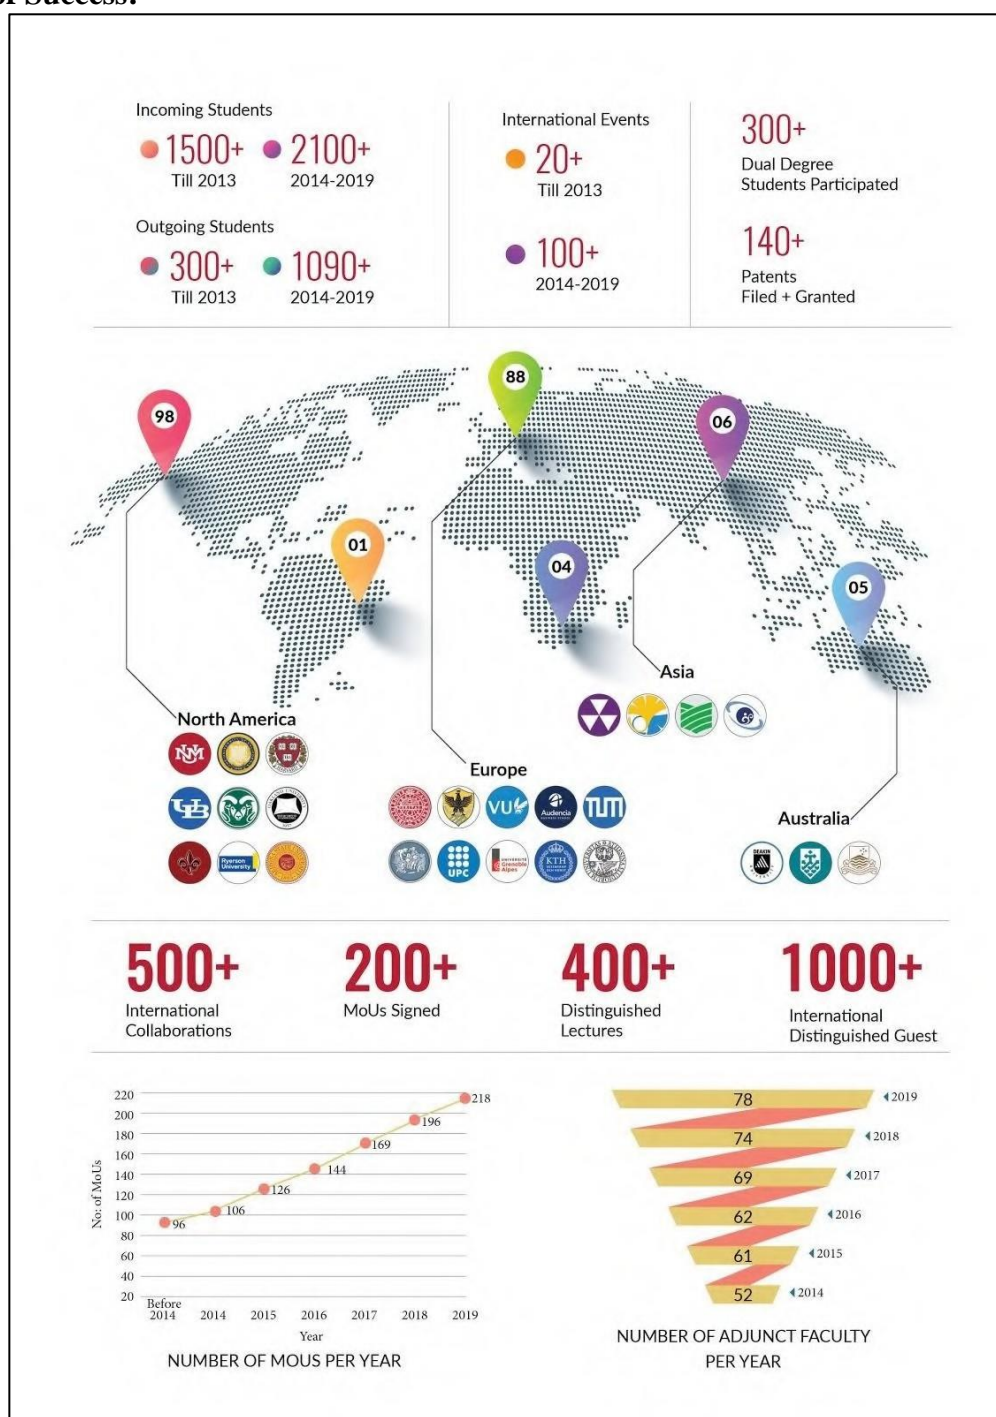 of Success:
Incoming Students
1500+ 2100+
Till 2013 2014-2019
Outgoing Students
300+ 1090+
Till 2013 2014-2019
International Events
20+
Till 2013
100+
2014-2019
300+
Dual Degree
Students Participated
140+
Patents
Filed + Granted
98
88
06
01
04
05
North America
UB
Ryerson
University
Europe
VU
Audencia
TUM
UPC
UNIVERSITÉ
Grenoble
Alpes
KTH
Asia
Australia
DEAKIN
500+
International
Collaborations
200+
MoUs Signed
400+
Distinguished
Lectures
1000+
International
Distinguished Guest
No: of MoUs
220
200
180
160
140
120
100
80
60
40
20
96
106
126
144
169
196
218
Before
2014 2014 2015 2016 2017 2018 2019
Year
NUMBER OF MOUS PER YEAR
78 2019
74 2018
69 2017
62 2016
61 2015
52 2014
NUMBER OF ADJUNCT FACULTY
PER YEAR